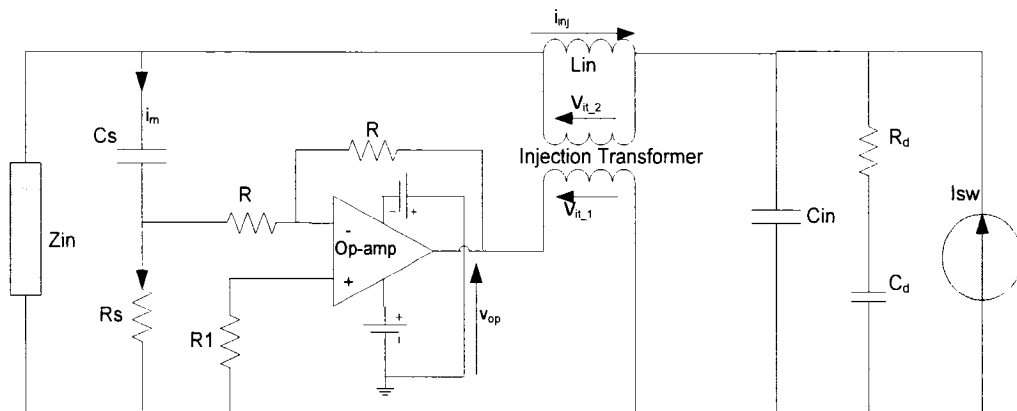 i_inj
Lin
i_m
Cs
V_it_2
R
Injection Transformer
R
R_d
Isw
V_it_1
Cin
Zin
-
Op-amp
+
- +
C_d
Rs
R1
+
-
v_op